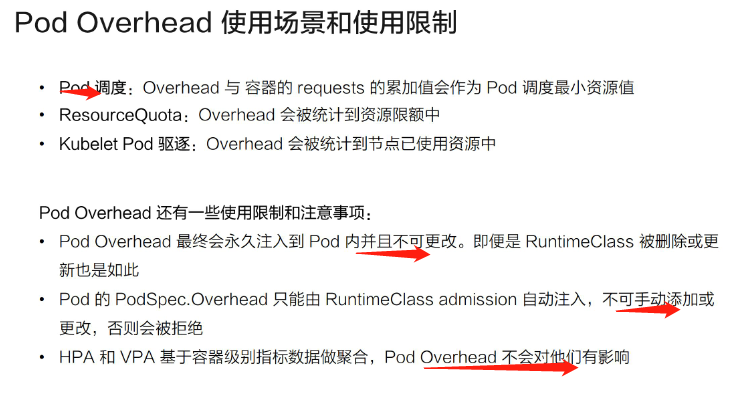 Pod Overhead 使用场景和使用限制
• Pod 调度：Overhead 与 容器的 requests 的累加值会作为 Pod 调度最小资源值
• ResourceQuota：Overhead 会被统计到资源限额中
• Kubelet Pod 驱逐：Overhead 会被统计到节点已使用资源中
Pod Overhead 还有一些使用限制和注意事项：
• Pod Overhead 最终会永久注入到 Pod 内并且不可更改。即便是 RuntimeClass 被删除或更
新也是如此
• Pod 的 PodSpec.Overhead 只能由 RuntimeClass admission 自动注入，不可手动添加或
更改，否则会被拒绝
• HPA 和 VPA 基于容器级别指标数据做聚合，Pod Overhead 不会对他们有影响